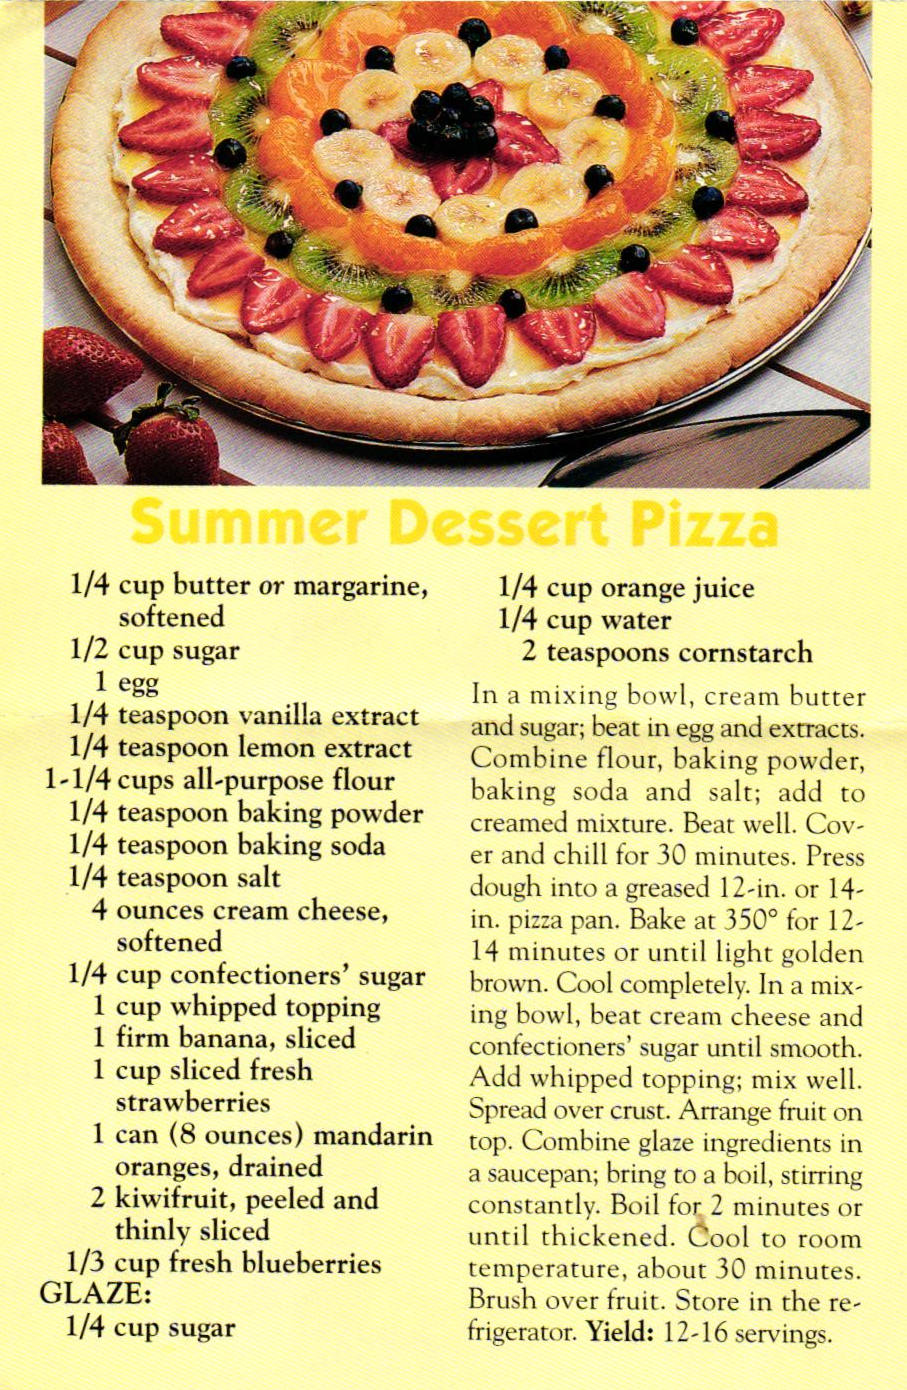 Summer Dessert Pizza
1/4 cup butter or margarine,
softened
1/2 cup sugar
1 egg
1/4 teaspoon vanilla extract
1/4 teaspoon lemon extract
1-1/4 cups all-purpose flour
1/4 teaspoon baking powder
1/4 teaspoon baking soda
1/4 teaspoon salt
4 ounces cream cheese,
softened
1/4 cup confectioners' sugar
1 cup whipped topping
1 firm banana, sliced
1 cup sliced fresh
strawberries
1 can (8 ounces) mandarin
oranges, drained
2 kiwifruit, peeled and
thinly sliced
1/3 cup fresh blueberries
GLAZE:
1/4 cup sugar
1/4 cup orange juice
1/4 cup water
2 teaspoons cornstarch
In a mixing bowl, cream butter
and sugar; beat in egg and extracts.
Combine flour, baking powder,
baking soda and salt; add to
creamed mixture. Beat well. Cov-
er and chill for 30 minutes. Press
dough into a greased 12-in. or 14-
in. pizza pan. Bake at 350° for 12-
14 minutes or until light golden
brown. Cool completely. In a mix-
ing bowl, beat cream cheese and
confectioners' sugar until smooth.
Add whipped topping; mix well.
Spread over crust. Arrange fruit on
top. Combine glaze ingredients in
a saucepan; bring to a boil, stirring
constantly. Boil for 2 minutes or
until thickened. Cool to room
temperature, about 30 minutes.
Brush over fruit. Store in the re-
frigerator. Yield: 12-16 servings.